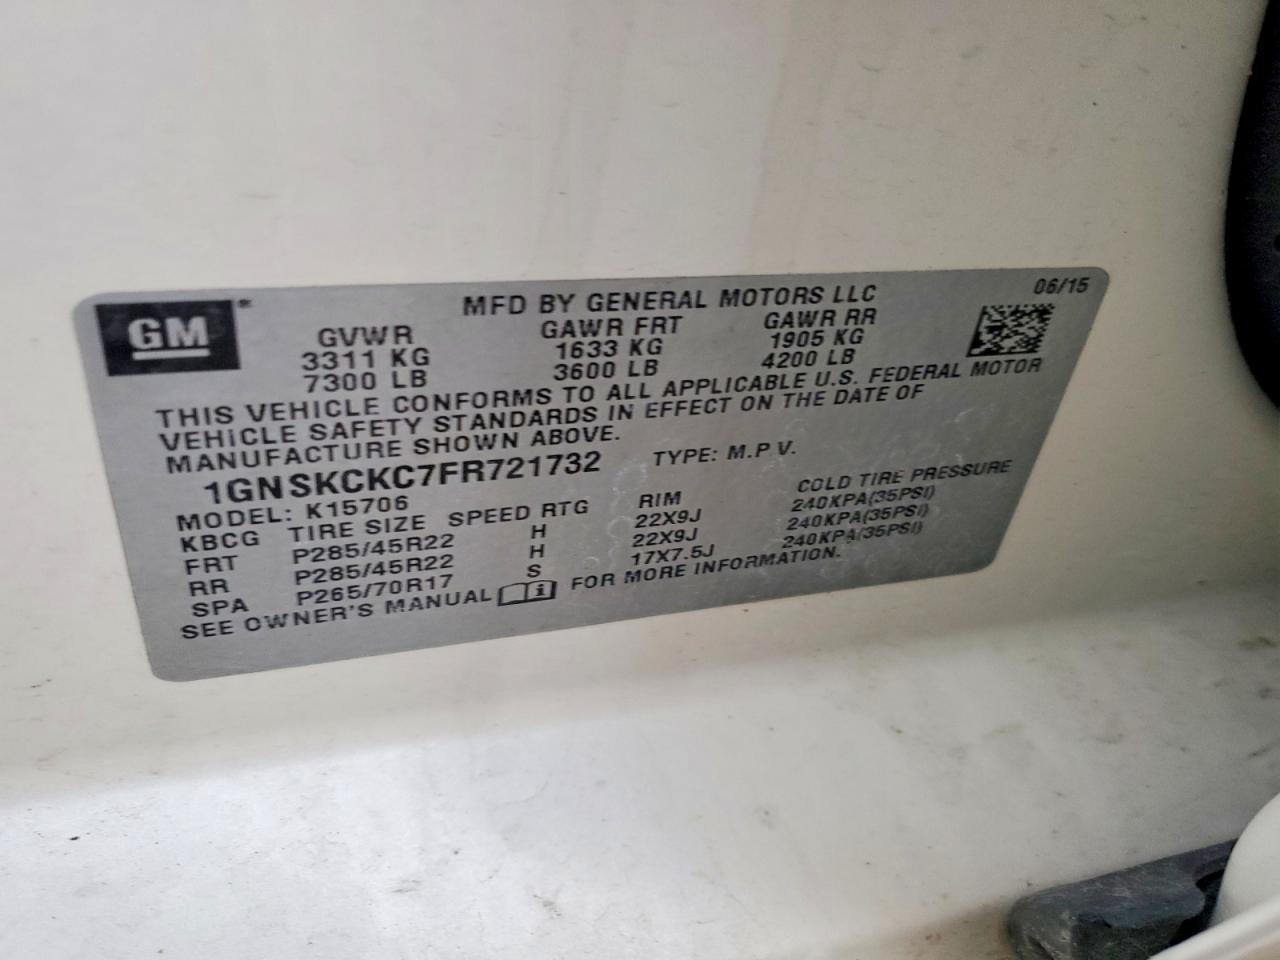 GM
06/15
MFD BY GENERAL MOTORS LLC
GVWR GAWR FRT GAWR RR
3311 KG 1633 KG 1905 KG
7300 LB 3600 LB 4200 LB
THIS VEHICLE CONFORMS TO ALL APPLICABLE U.S. FEDERAL MOTOR
VEHICLE SAFETY STANDARDS IN EFFECT ON THE DATE OF
MANUFACTURE SHOWN ABOVE.
1GNSKCKC7FR721732 TYPE: M.P.V.
MODEL: K15706
KBCG TIRE SIZE SPEED RTG RIM COLD TIRE PRESSURE
FRT P285/45R22 H 22X9J 240KPA(35PSI)
RR P285/45R22 H 22X9J 240KPA(35PSI)
SPA P265/70R17 S 17X7.5J 240KPA(35PSI)
SEE OWNER'S MANUAL i FOR MORE INFORMATION.